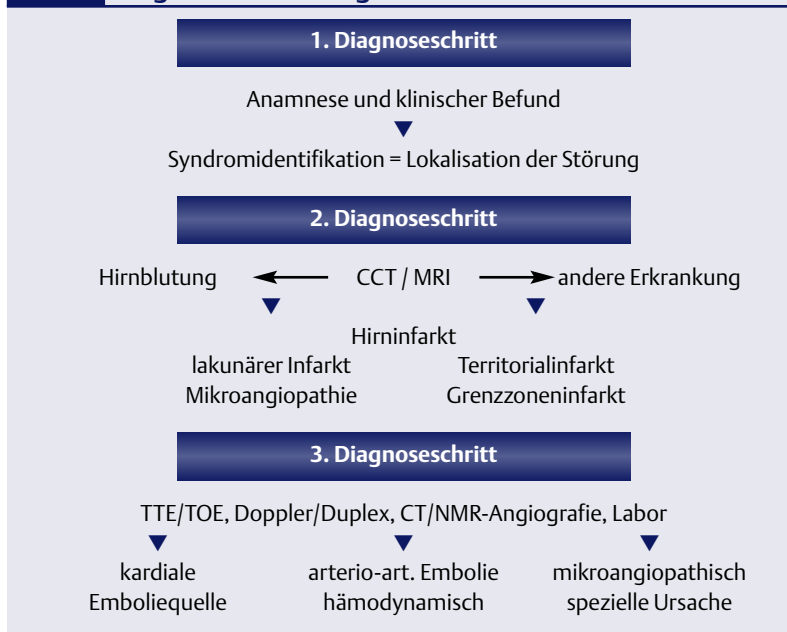 1. Diagnoseschritt
Anamnese und klinischer Befund
Syndromidentifikation = Lokalisation der Störung
2. Diagnoseschritt
Hirnblutung CCT / MRI andere Erkrankung
Hirninfarkt
lakunärer Infarkt Territorialinfarkt
Mikroangiopathie Grenzzoneninfarkt
3. Diagnoseschritt
TTE/TOE, Doppler/Duplex, CT/NMR-Angiografie, Labor
kardiale arterio-art. Embolie mikroangiopathisch
Emboliequelle hämodynamisch spezielle Ursache